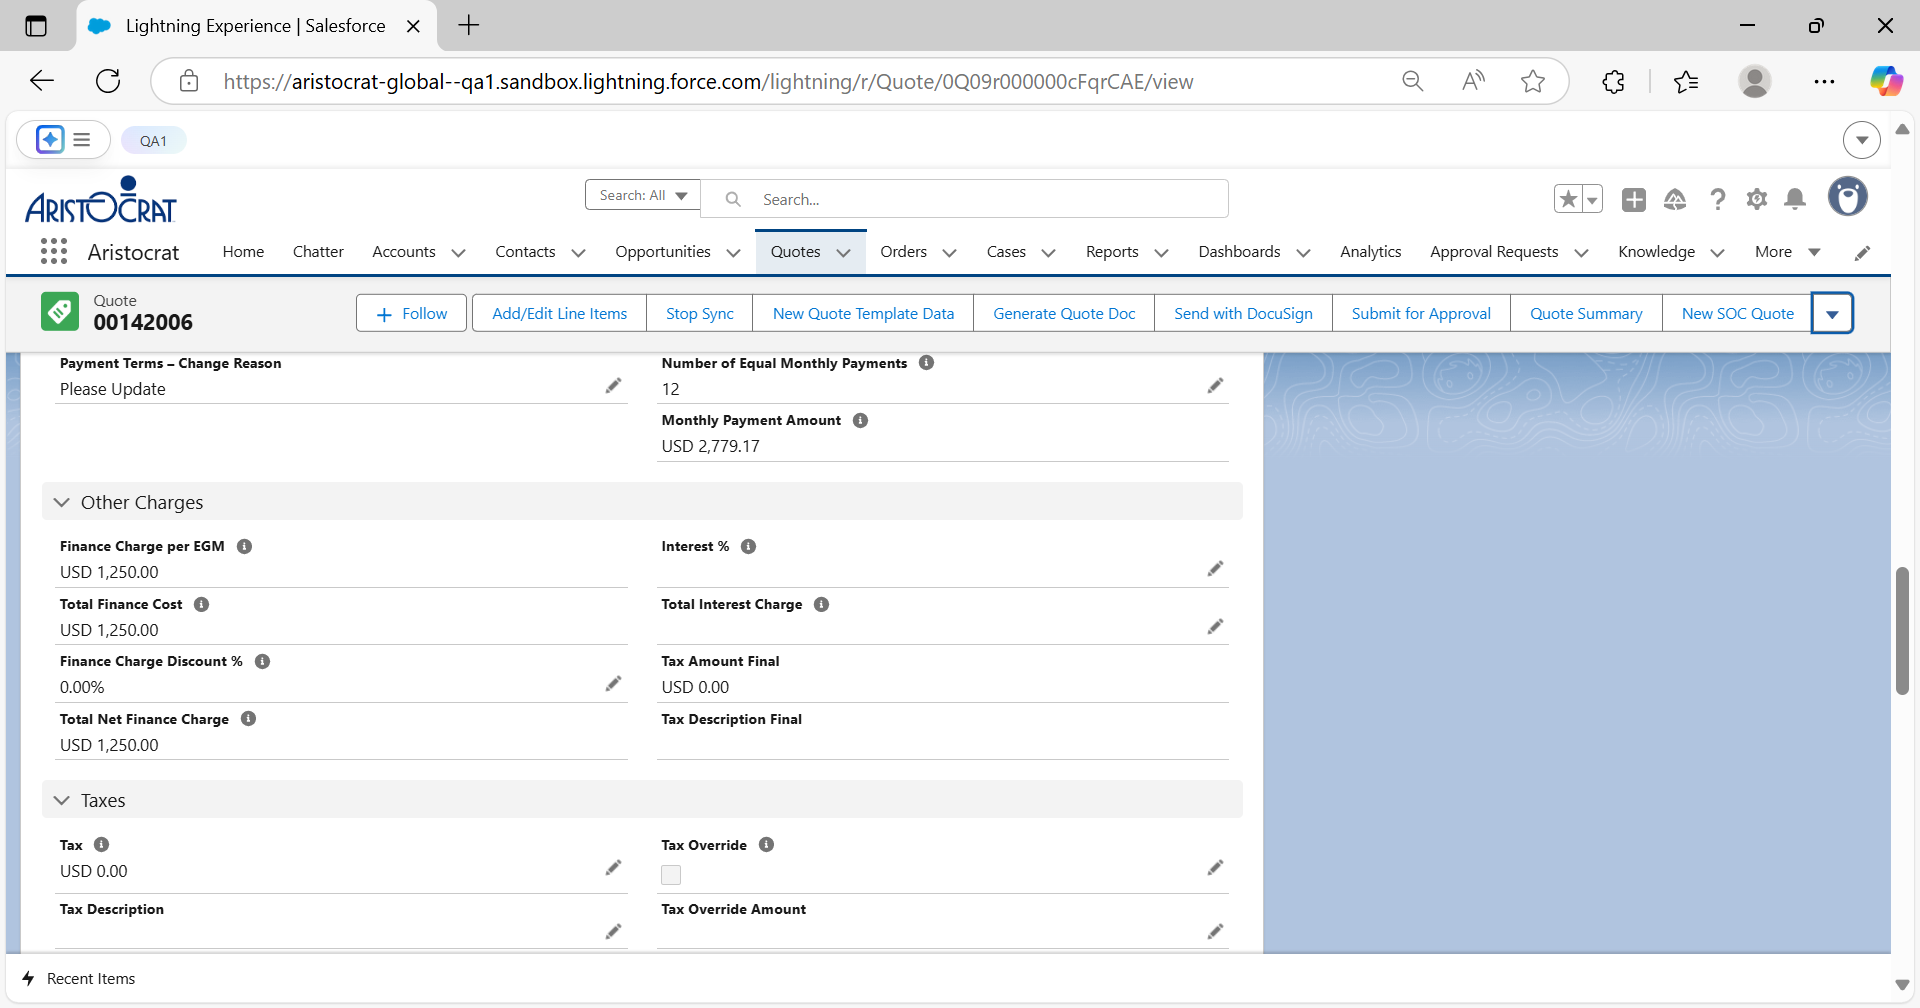 Lightning Experience | Salesforce
https://aristocrat-global--qa1.sandbox.lightning.force.com/lightning/r/Quote/0Q09r000000cFqrCAE/view
QA1
ARISTOCRAT
Search: All
Search...
Aristocrat
Home
Chatter
Accounts
Contacts
Opportunities
Quotes
Orders
Cases
Reports
Dashboards
Analytics
Approval Requests
Knowledge
More
Quote
00142006
Follow
Add/Edit Line Items
Stop Sync
New Quote Template Data
Generate Quote Doc
Send with DocuSign
Submit for Approval
Quote Summary
New SOC Quote
Payment Terms – Change Reason
Please Update
Number of Equal Monthly Payments
12
Monthly Payment Amount
USD 2,779.17
Other Charges
Finance Charge per EGM
USD 1,250.00
Interest %
Total Finance Cost
USD 1,250.00
Total Interest Charge
Finance Charge Discount %
0.00%
Tax Amount Final
USD 0.00
Total Net Finance Charge
USD 1,250.00
Tax Description Final
Taxes
Tax
USD 0.00
Tax Override
Tax Description
Tax Override Amount
Recent Items